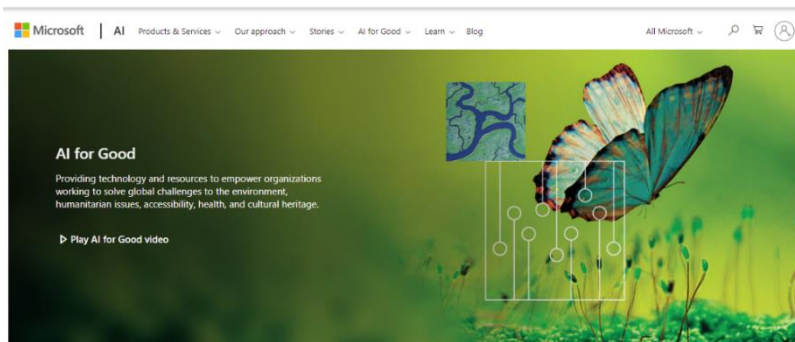 Microsoft | AI Products & Services Our approach Stories AI for Good Learn Blog All Microsoft
AI for Good
Providing technology and resources to empower organizations
working to solve global challenges to the environment,
humanitarian issues, accessibility, health, and cultural heritage.
Play AI for Good video